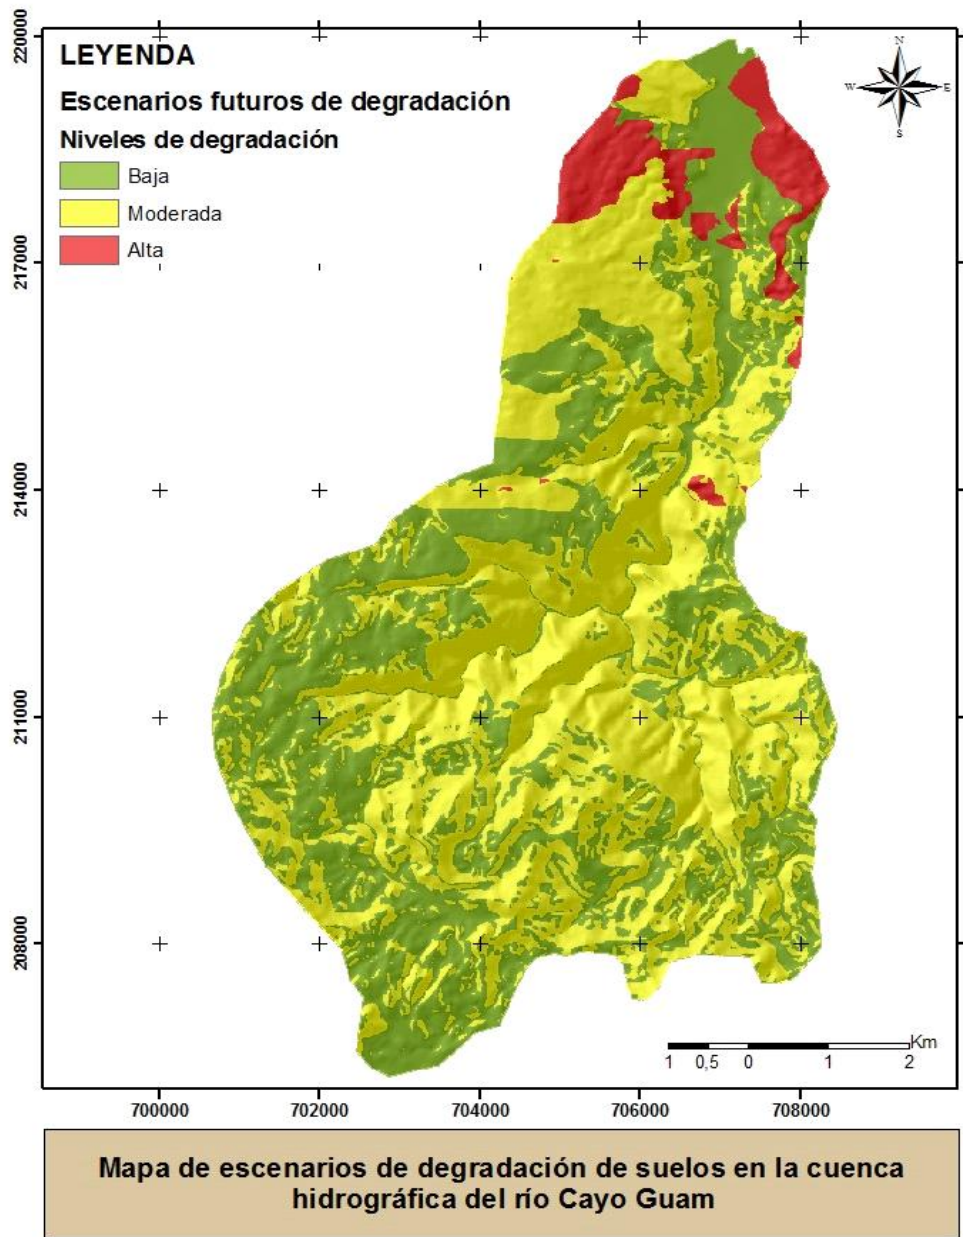 LEYENDA
Escenarios futuros de degradación
Niveles de degradación
Baja
Moderada
Alta
N
W
E
S
220000
217000
214000
211000
208000
Km
1 0,5 0 1 2
700000 702000 704000 706000 708000
Mapa de escenarios de degradación de suelos en la cuenca
hidrográfica del río Cayo Guam